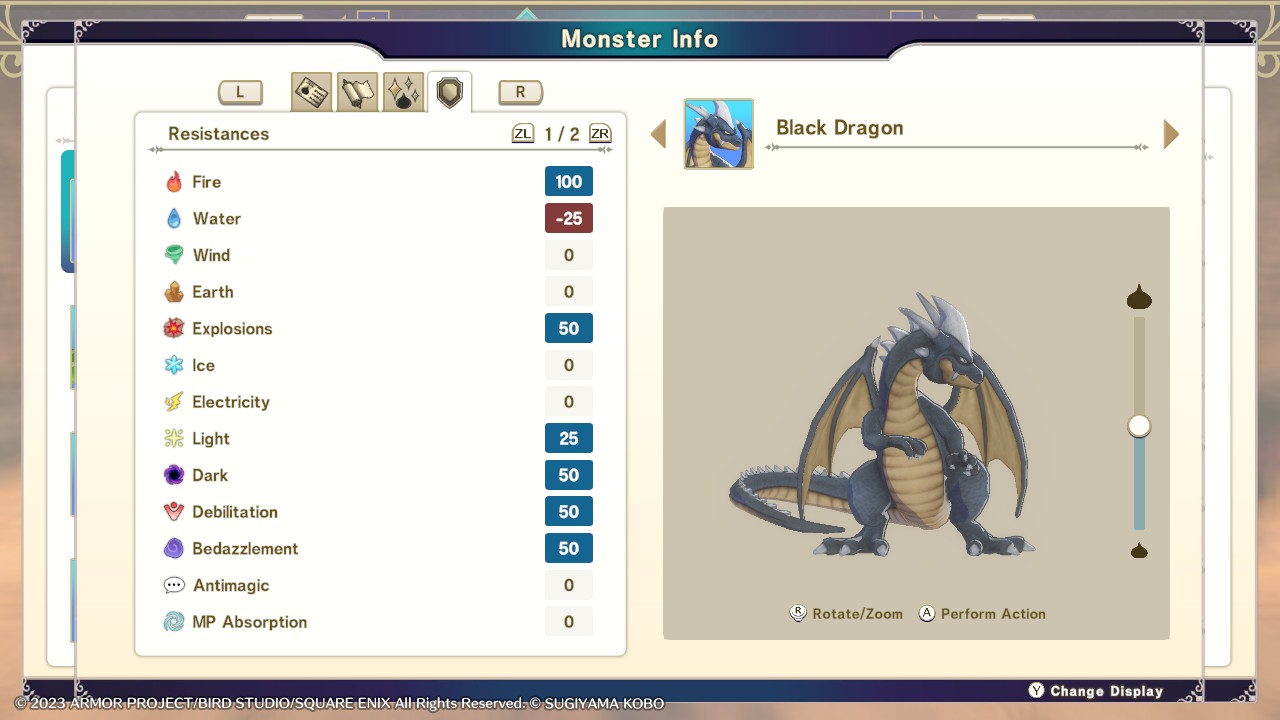 Monster Info
L R
Resistances ZL 1 / 2 ZR
Black Dragon
Fire 100
Water -25
Wind 0
Earth 0
Explosions 50
Ice 0
Electricity 0
Light 25
Dark 50
Debilitation 50
Bedazzlement 50
Antimagic 0
MP Absorption 0
R Rotate/Zoom A Perform Action
Y Change Display
© 2023 ARMOR PROJECT/BIRD STUDIO/SQUARE ENIX All Rights Reserved. © SUGIYAMA KOBO